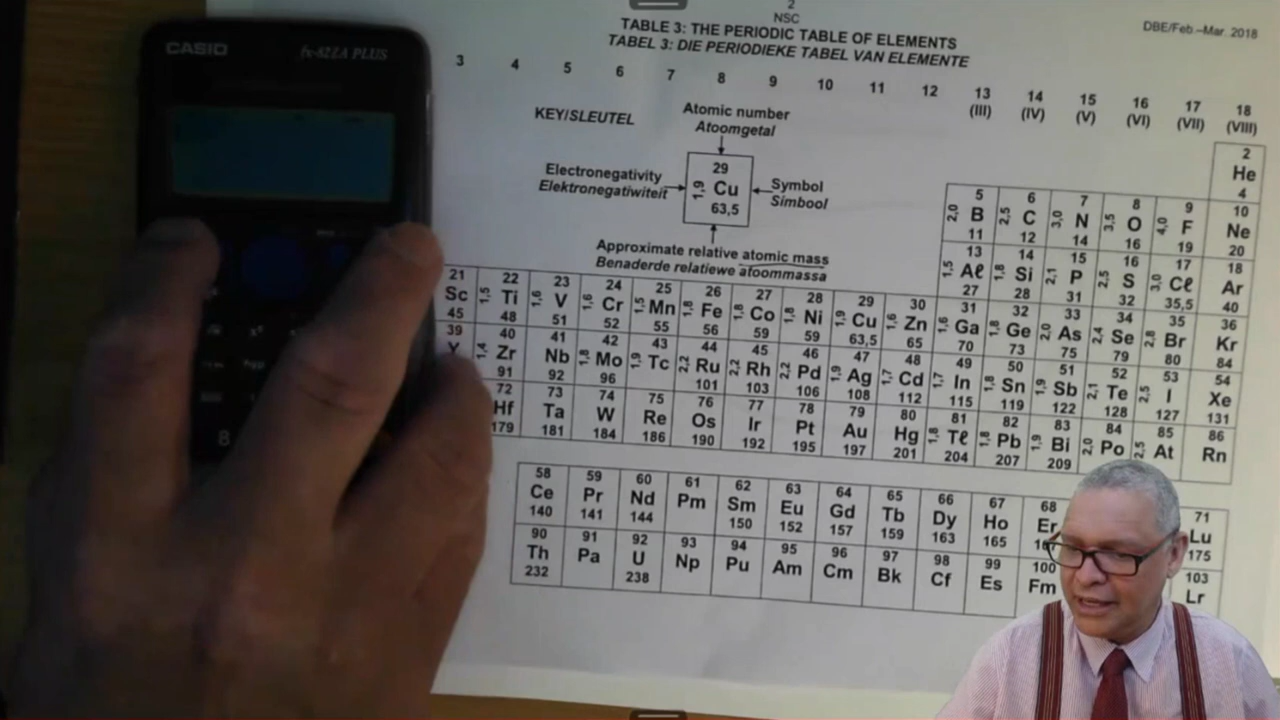 CASIO
fx-82ZA PLUS
8
2
NSC
DBE/Feb.–Mar. 2018
TABLE 3: THE PERIODIC TABLE OF ELEMENTS
TABEL 3: DIE PERIODIEKE TABEL VAN ELEMENTE
3 4 5 6 7 8 9 10 11 12 13 14 15 16 17 18
(III) (IV) (V) (VI) (VII) (VIII)
KEY/SLEUTEL
Atomic number
Atoomgetal
Electronegativity
Elektronegatiwiteit
29
1,9 Cu
63,5
Symbol
Simbool
Approximate relative atomic mass
Benaderde relatiewe atoommassa
2
He
4
5 6 7 8 9 10
2,0 B 2,5 C 3,0 N 3,5 O 4,0 F Ne
11 12 14 16 19 20
13 14 15 16 17 18
1,5 Aℓ 1,8 Si 2,1 P 2,5 S 3,0 Cℓ Ar
27 28 31 32 35,5 40
21 22 23 24 25 26 27 28 29 30 31 32 33 34 35 36
Sc 1,5 Ti 1,6 V 1,6 Cr 1,5 Mn 1,8 Fe 1,8 Co 1,8 Ni 1,9 Cu 1,6 Zn 1,6 Ga 1,8 Ge 2,0 As 2,4 Se 2,8 Br Kr
45 48 51 52 55 56 59 59 63,5 65 70 73 75 79 80 84
39 40 41 42 43 44 45 46 47 48 49 50 51 52 53 54
Y 1,4 Zr Nb 1,8 Mo 1,9 Tc 2,2 Ru 2,2 Rh 2,2 Pd 1,9 Ag 1,7 Cd 1,7 In 1,8 Sn 1,9 Sb 2,1 Te 2,5 I Xe
91 92 96 101 103 106 108 112 115 119 122 128 127 131
72 73 74 75 76 77 78 79 80 81 82 83 84 85 86
Hf Ta W Re Os Ir Pt Au Hg 1,8 Tℓ 1,8 Pb 1,9 Bi 2,0 Po 2,5 At Rn
179 181 184 186 190 192 195 197 201 204 207 209
58 59 60 61 62 63 64 65 66 67 68 71
Ce Pr Nd Pm Sm Eu Gd Tb Dy Ho Er Lu
140 141 144 150 152 157 159 163 165 175
90 91 92 93 94 95 96 97 98 99 100 103
Th Pa U Np Pu Am Cm Bk Cf Es Fm Lr
232 238